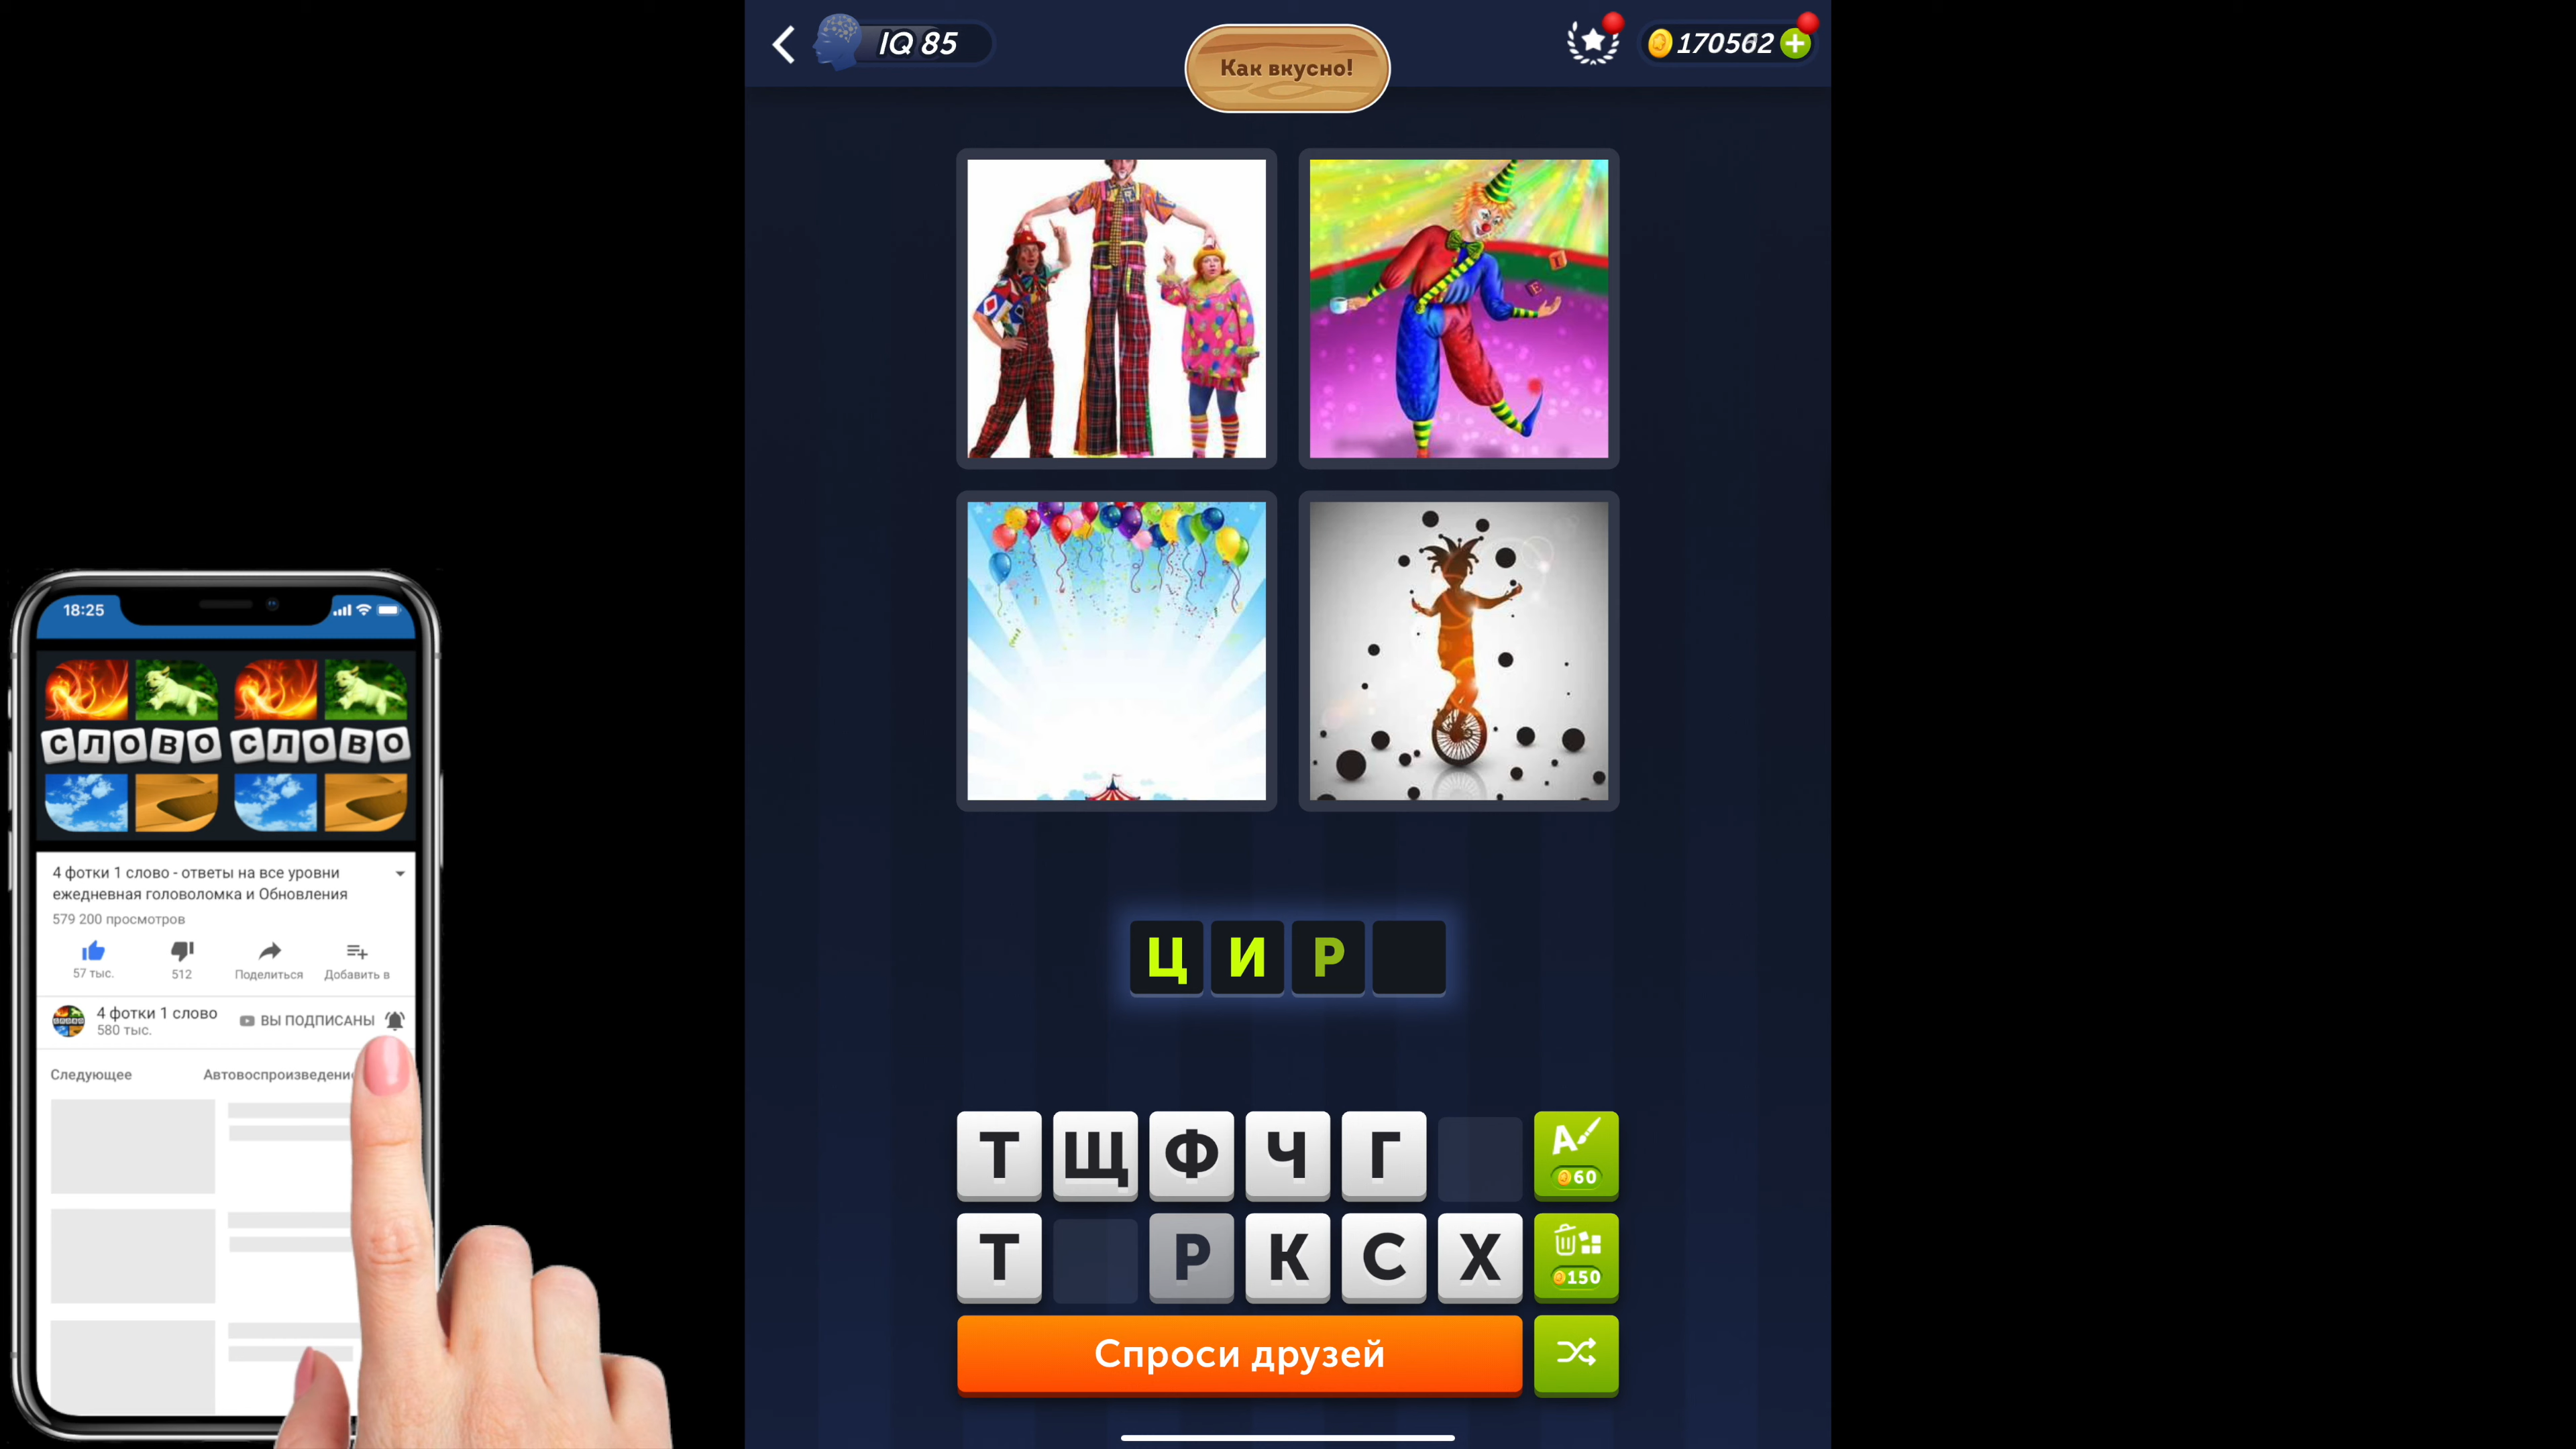 IQ 85
Как вкусно!
Ц И Р
Т Щ Ф Ч Г
60
Т Р К С Х
150
Спроси друзей
18:25
СЛОВО СЛОВО
4 фотки 1 слово - ответы на все уровни
ежедневная головоломка и Обновления
579 200 просмотров
57 тыс.
512
Поделиться
Добавить в
4 фотки 1 слово
580 тыс.
ВЫ ПОДПИСАНЫ
Следующее